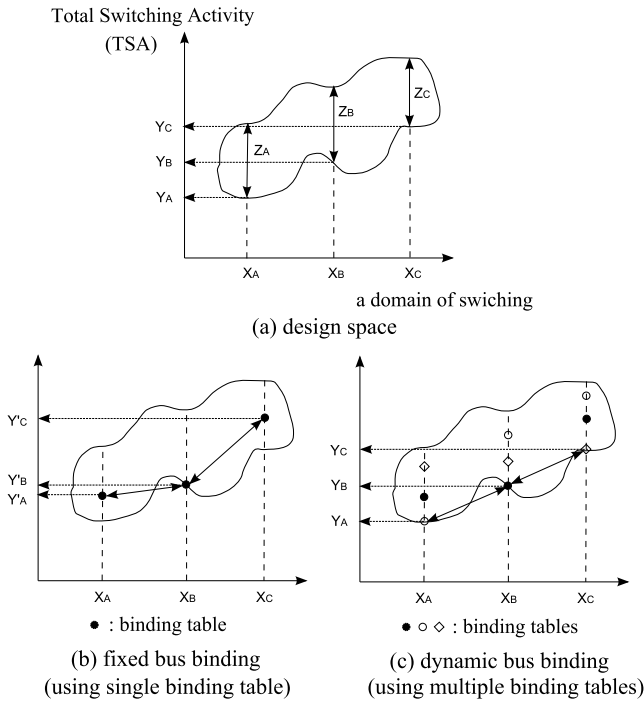 Total Switching Activity
(TSA)
ZC
ZB
YC
ZA
YB
YA
XA XB XC
a domain of swiching
(a) design space
Y'C
Y'B
Y'A
XA XB XC
● : binding table
(b) fixed bus binding
(using single binding table)
YC
YB
YA
XA XB XC
● ○ ◇ : binding tables
(c) dynamic bus binding
(using multiple binding tables)